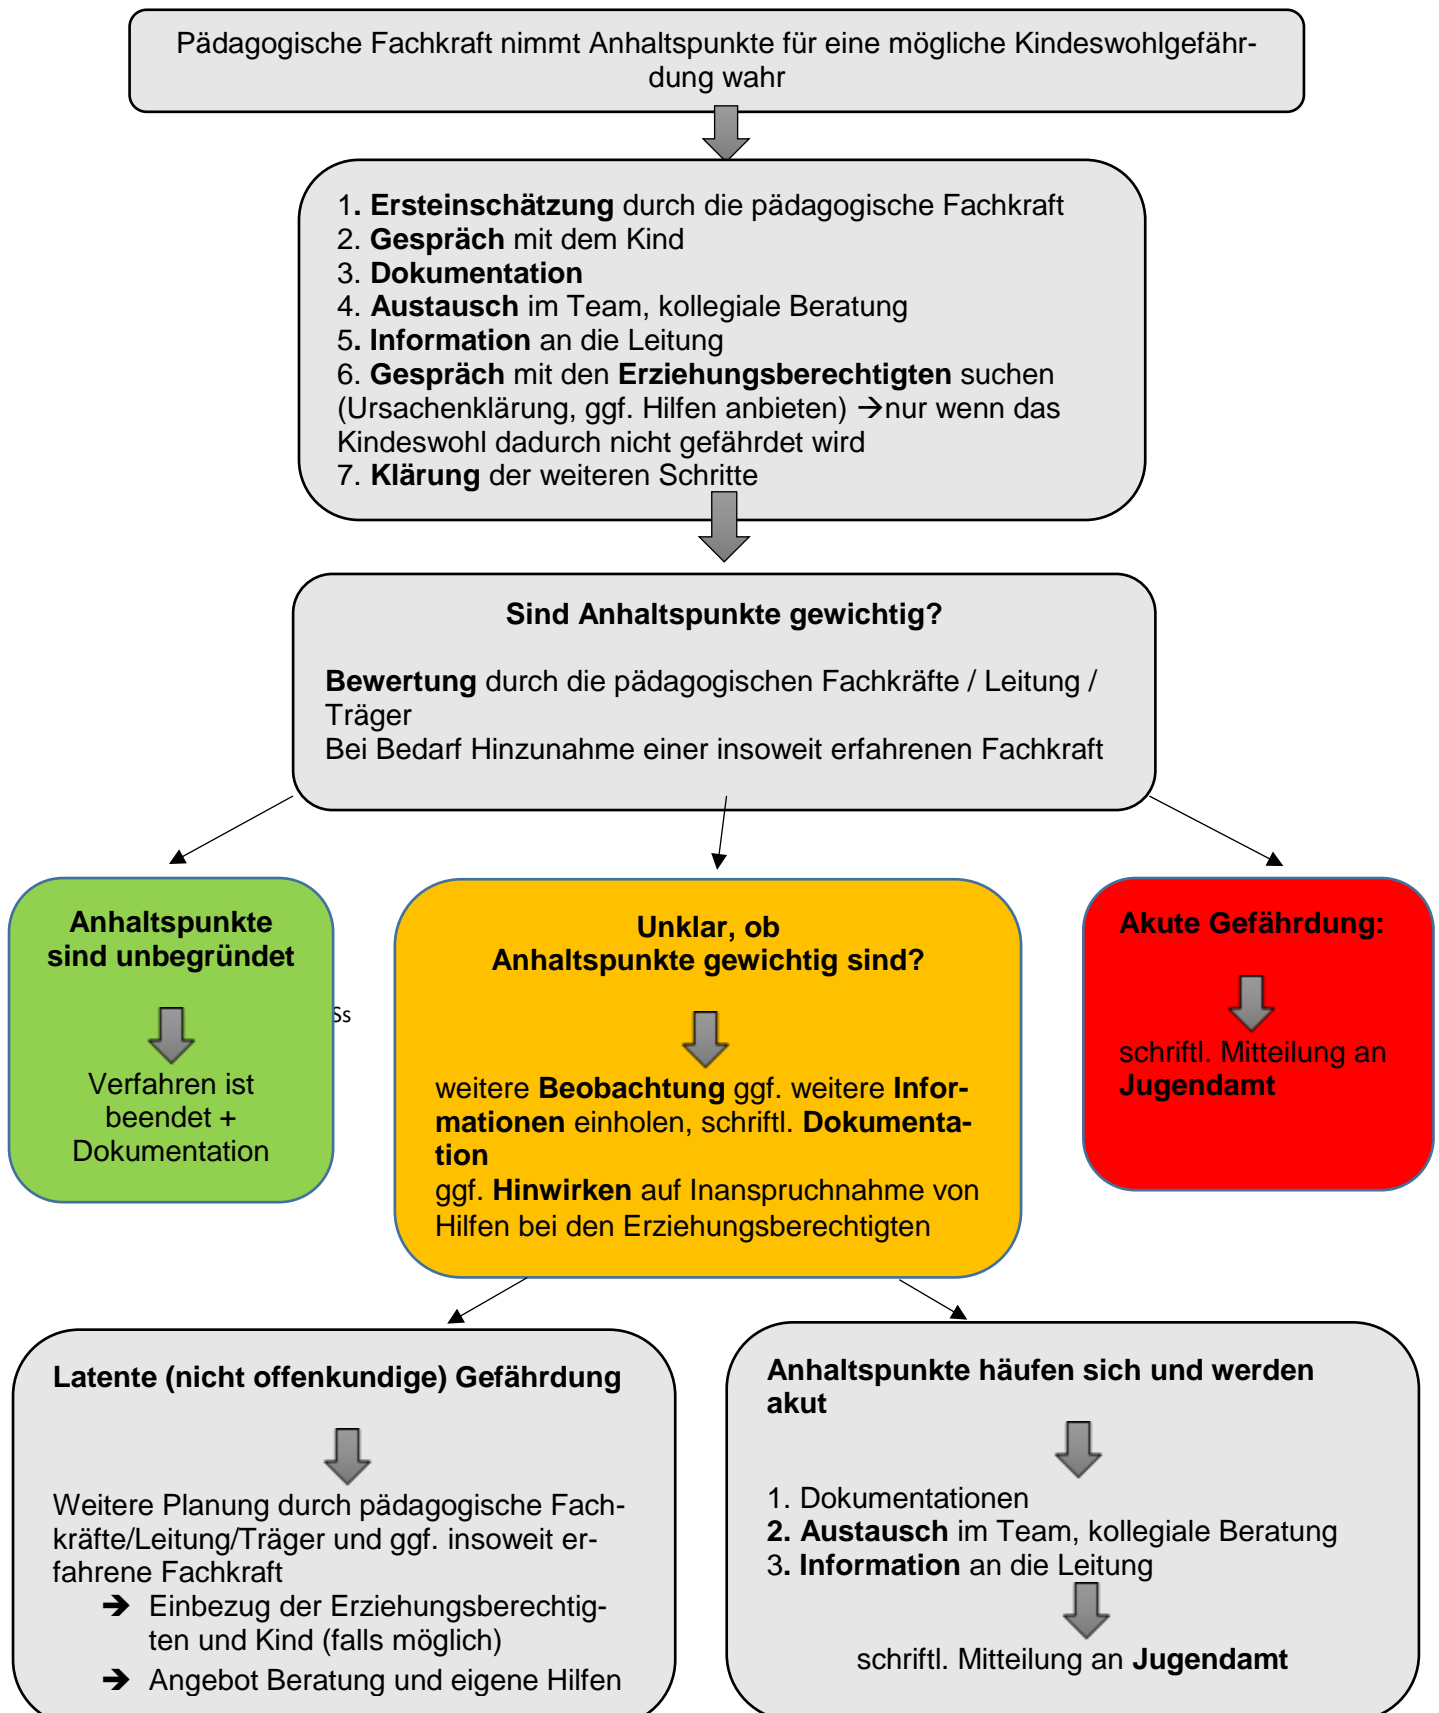 Pädagogische Fachkraft nimmt Anhaltspunkte für eine mögliche Kindeswohlgefähr-
dung wahr
1. Ersteinschätzung durch die pädagogische Fachkraft
2. Gespräch mit dem Kind
3. Dokumentation
4. Austausch im Team, kollegiale Beratung
5. Information an die Leitung
6. Gespräch mit den Erziehungsberechtigten suchen
(Ursachenklärung, ggf. Hilfen anbieten) →nur wenn das
Kindeswohl dadurch nicht gefährdet wird
7. Klärung der weiteren Schritte
Sind Anhaltspunkte gewichtig?
Bewertung durch die pädagogischen Fachkräfte / Leitung /
Träger
Bei Bedarf Hinzunahme einer insoweit erfahrenen Fachkraft
Anhaltspunkte
sind unbegründet
Verfahren ist
beendet +
Dokumentation
Ss
Unklar, ob
Anhaltspunkte gewichtig sind?
weitere Beobachtung ggf. weitere Infor-
mationen einholen, schriftl. Dokumenta-
tion
ggf. Hinwirken auf Inanspruchnahme von
Hilfen bei den Erziehungsberechtigten
Akute Gefährdung:
schriftl. Mitteilung an
Jugendamt
Latente (nicht offenkundige) Gefährdung
Weitere Planung durch pädagogische Fach-
kräfte/Leitung/Träger und ggf. insoweit er-
fahrene Fachkraft
➔ Einbezug der Erziehungsberechtig-
ten und Kind (falls möglich)
➔ Angebot Beratung und eigene Hilfen
Anhaltspunkte häufen sich und werden
akut
1. Dokumentationen
2. Austausch im Team, kollegiale Beratung
3. Information an die Leitung
schriftl. Mitteilung an Jugendamt